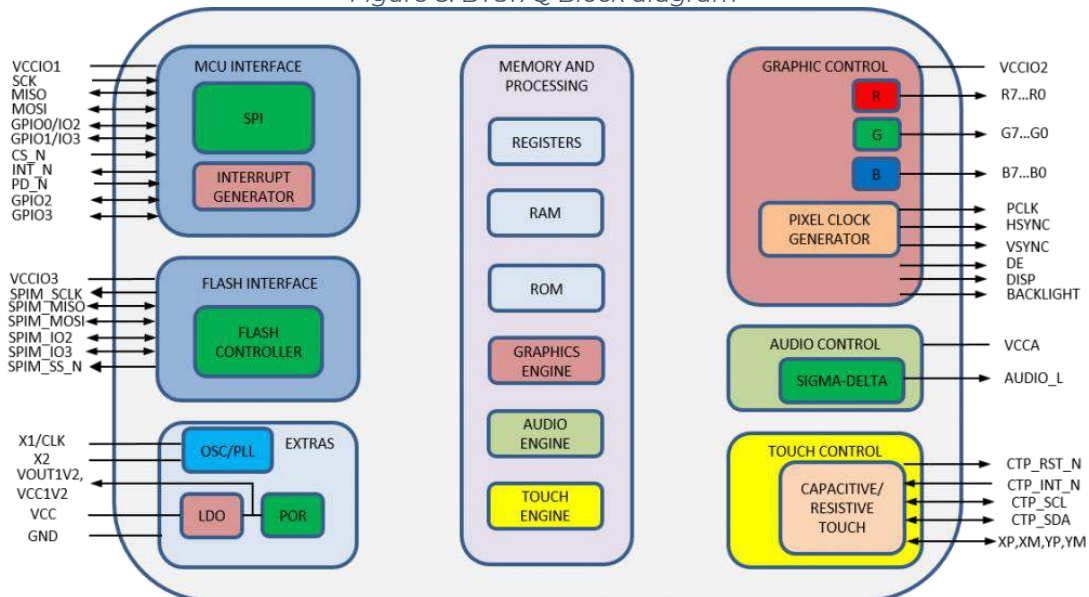 VCCIO1
SCK
MISO
MOSI
GPIO0/IO2
GPIO1/IO3
CS_N
INT_N
PD_N
GPIO2
GPIO3
MCU INTERFACE
SPI
INTERRUPT
GENERATOR
VCCIO3
SPIM_SCLK
SPIM_MISO
SPIM_MOSI
SPIM_IO2
SPIM_IO3
SPIM_SS_N
FLASH INTERFACE
FLASH
CONTROLLER
X1/CLK
X2
VOUT1V2,
VCC1V2
VCC
GND
OSC/PLL
EXTRAS
LDO
POR
MEMORY AND
PROCESSING
REGISTERS
RAM
ROM
GRAPHICS
ENGINE
AUDIO
ENGINE
TOUCH
ENGINE
GRAPHIC CONTROL
R
G
B
PIXEL CLOCK
GENERATOR
VCCIO2
R7...R0
G7...G0
B7...B0
PCLK
HSYNC
VSYNC
DE
DISP
BACKLIGHT
AUDIO CONTROL
SIGMA-DELTA
VCCA
AUDIO_L
TOUCH CONTROL
CAPACITIVE/
RESISTIVE
TOUCH
CTP_RST_N
CTP_INT_N
CTP_SCL
CTP_SDA
XP,XM,YP,YM